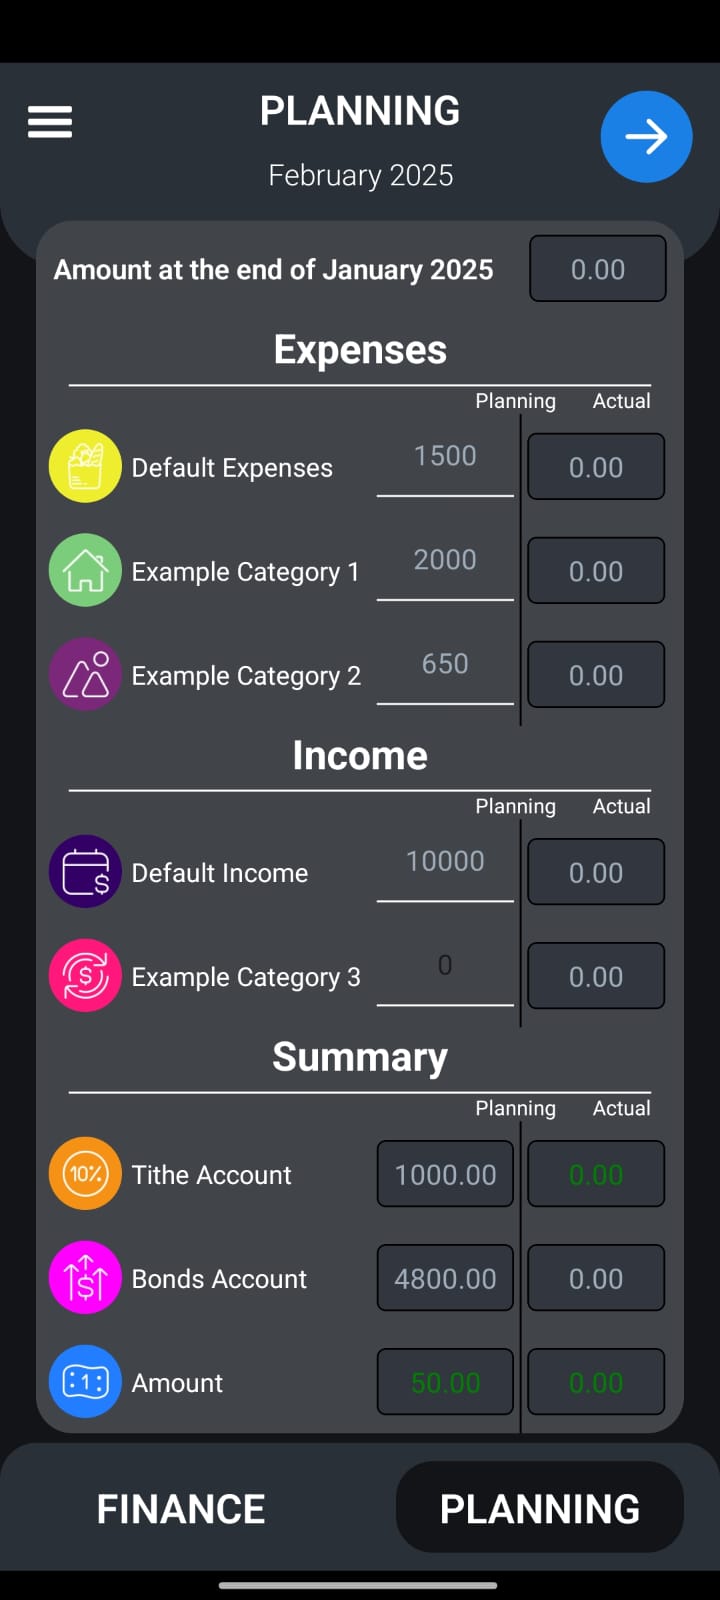 PLANNING
February 2025
Amount at the end of January 2025 0.00
Expenses
Planning Actual
Default Expenses 1500 0.00
Example Category 1 2000 0.00
Example Category 2 650 0.00
Income
Planning Actual
Default Income 10000 0.00
$
Example Category 3 0 0.00
$
Summary
Planning Actual
10% Tithe Account 1000.00 0.00
$ Bonds Account 4800.00 0.00
:1: Amount 50.00 0.00
FINANCE PLANNING